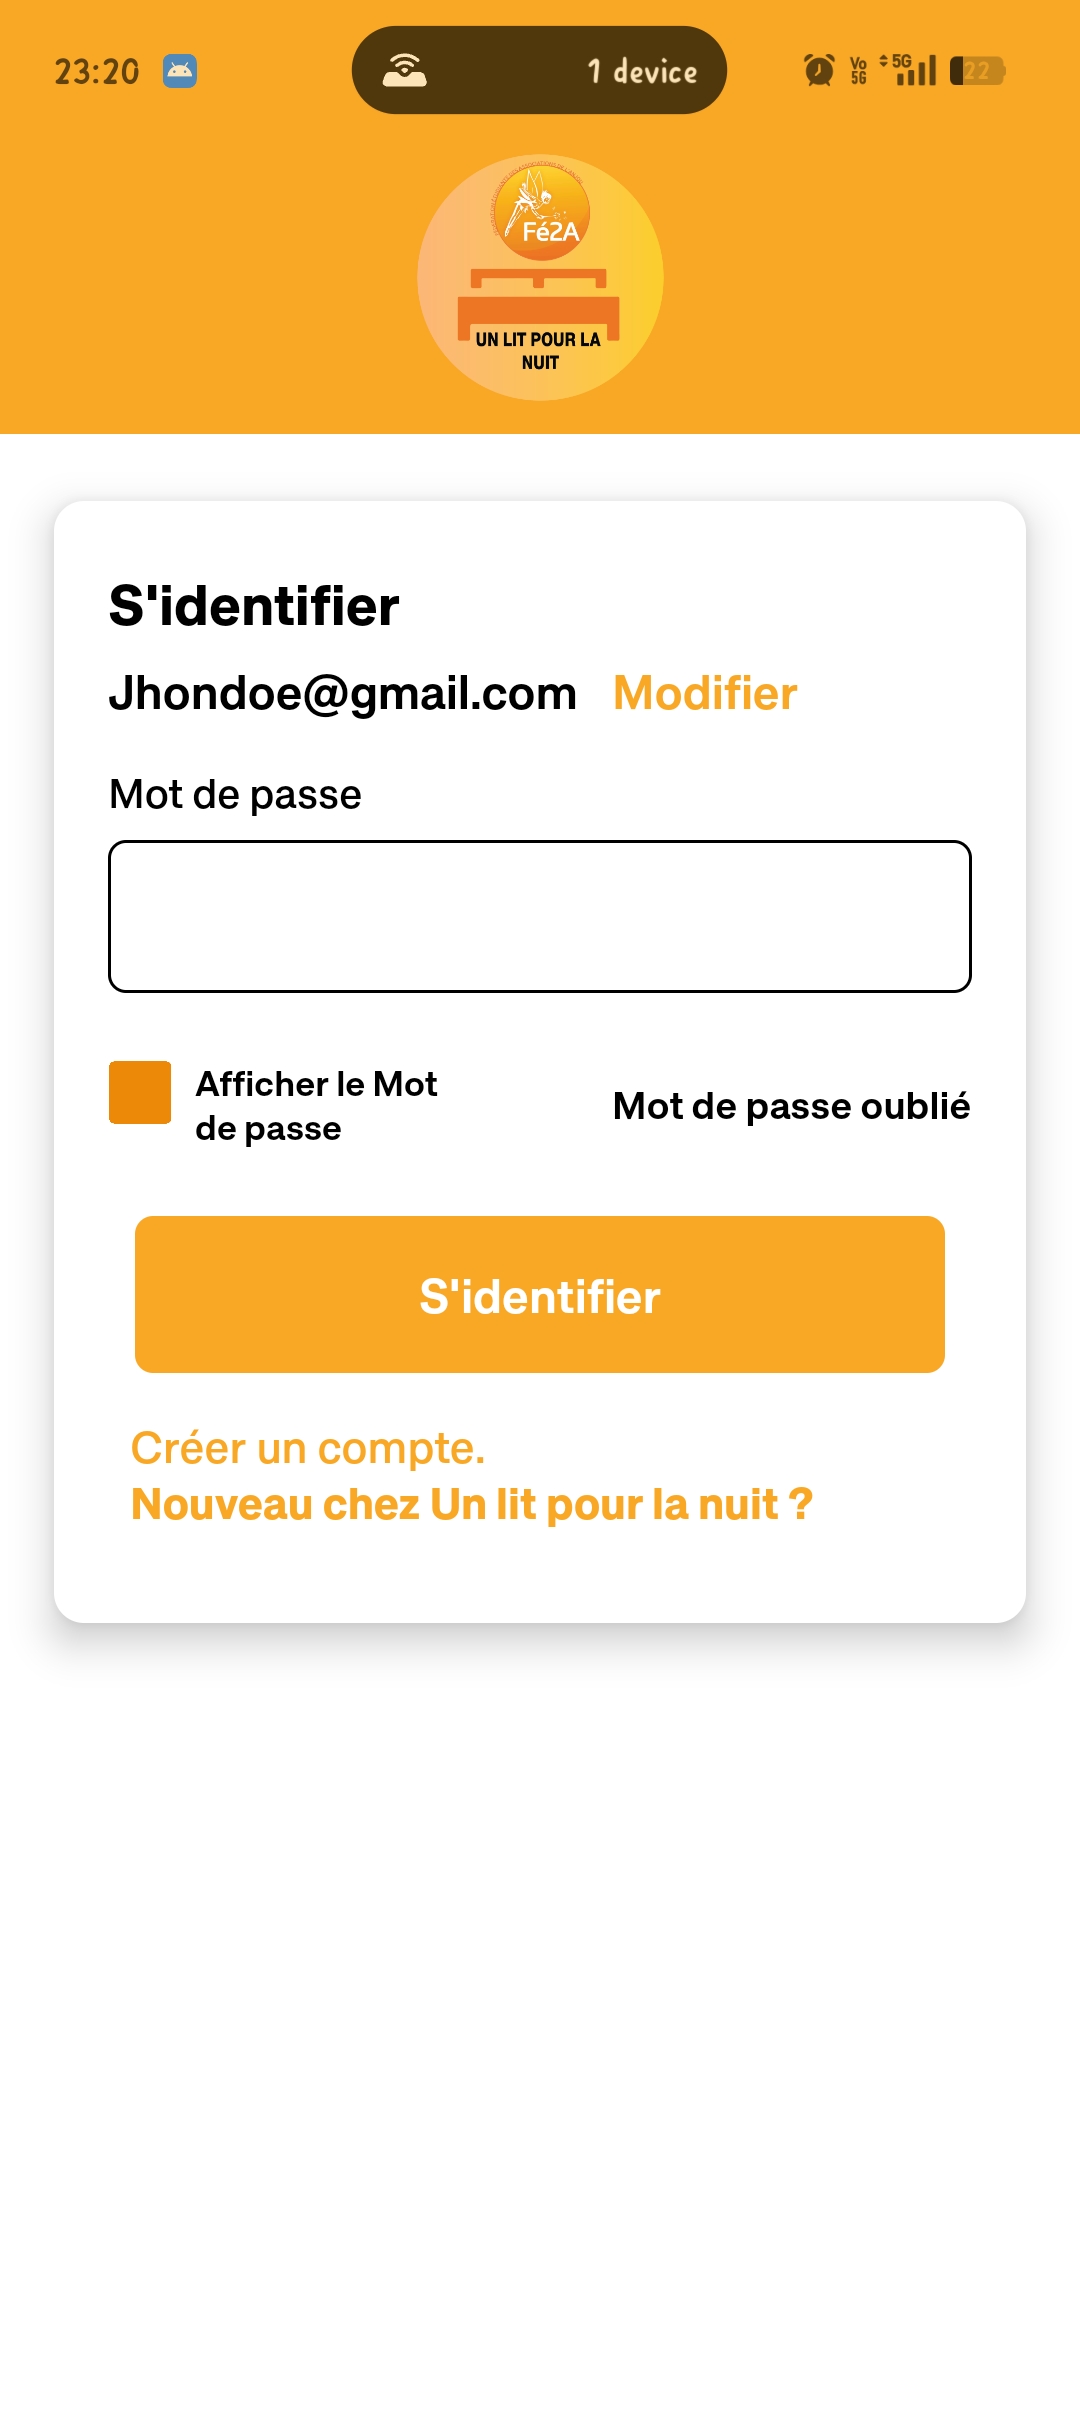 23:20
1 device
Vo 5G
5G
22
Fé2A
UN LIT POUR LA
NUIT
S'identifier
Jhondoe@gmail.com Modifier
Mot de passe
Afficher le Mot
de passe
Mot de passe oublié
S'identifier
Créer un compte.
Nouveau chez Un lit pour la nuit ?